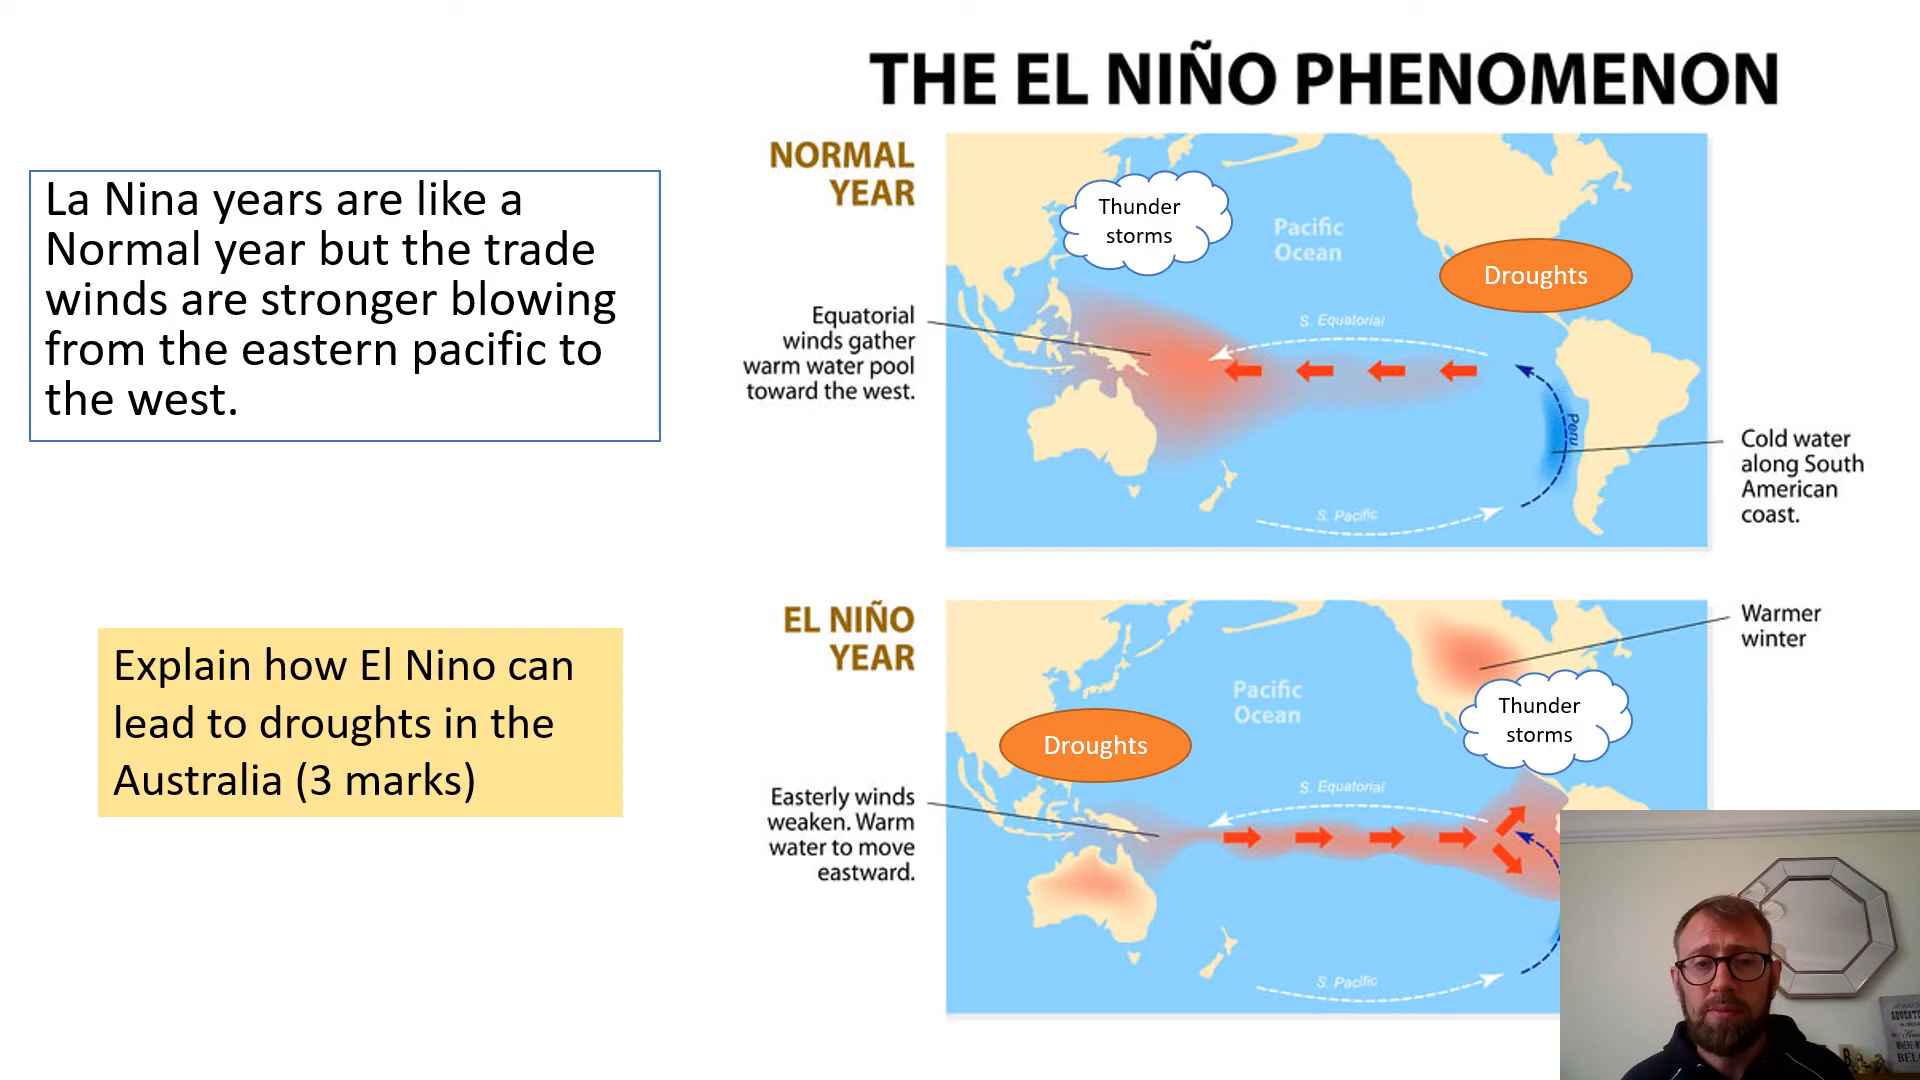 THE EL NIÑO PHENOMENON
La Nina years are like a
Normal year but the trade
winds are stronger blowing
from the eastern pacific to
the west.
Explain how El Nino can
lead to droughts in the
Australia (3 marks)
NORMAL
YEAR
Thunder
storms
Pacific
Ocean
Droughts
Equatorial
winds gather
warm water pool
toward the west.
S. Equatorial
Peru
Cold water
along South
American
coast.
S. Pacific
EL NIÑO
YEAR
Warmer
winter
Pacific
Ocean
Thunder
storms
Droughts
Easterly winds
weaken. Warm
water to move
eastward.
S. Equatorial
S. Pacific